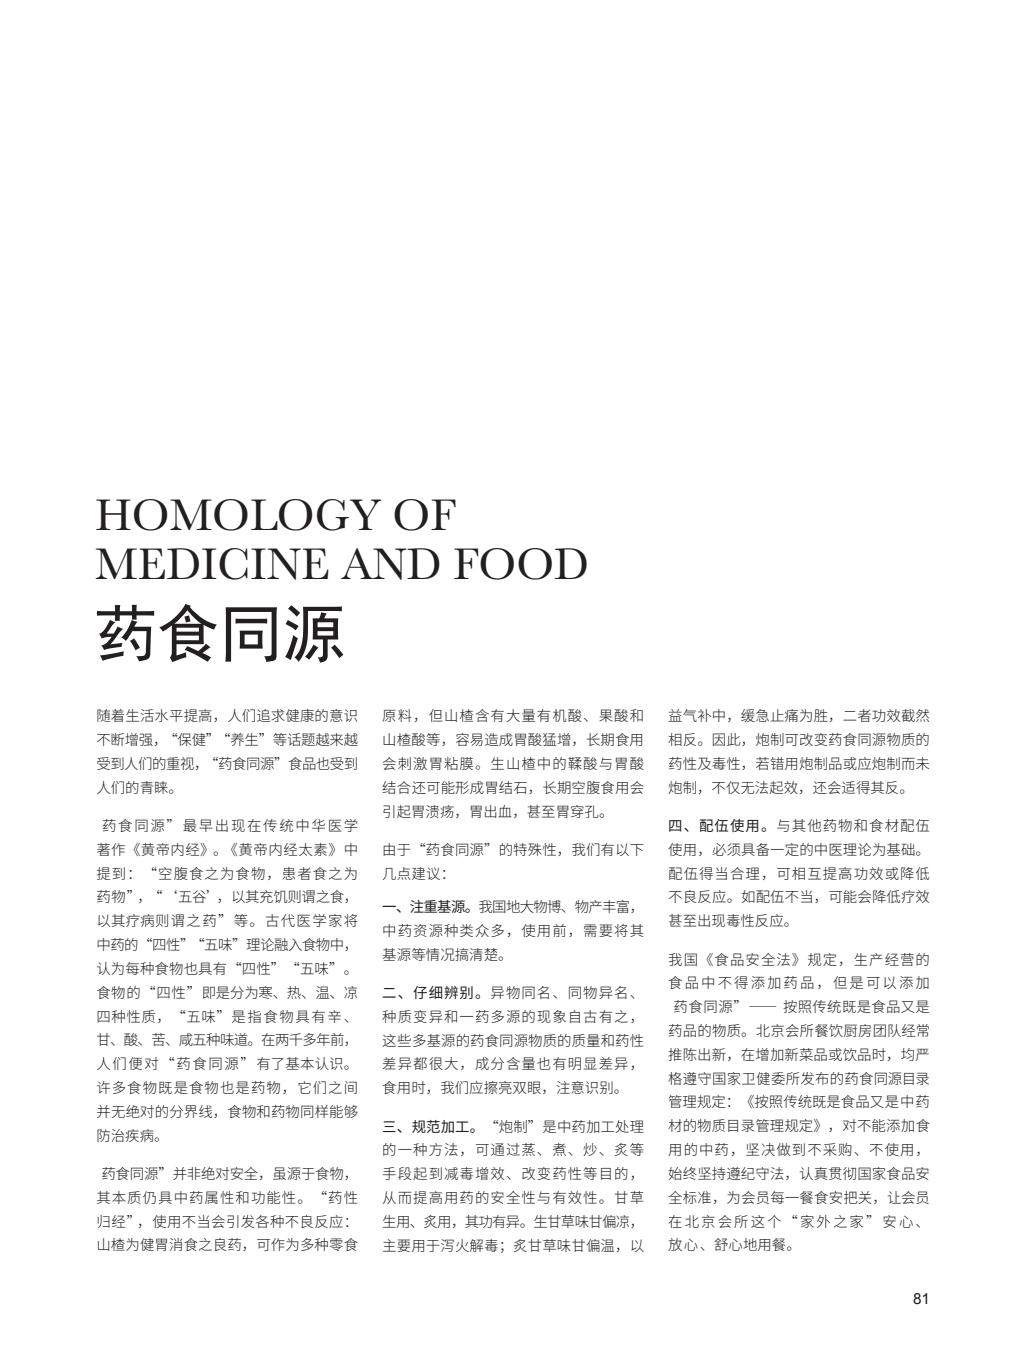 HOMOLOGY OF
MEDICINE AND FOOD
药食同源
随着生活水平提高，人们追求健康的意识
不断增强，“保健”“养生”等话题越来越
受到人们的重视，“药食同源”食品也受到
人们的青睐。
药食同源”最早出现在传统中华医学
著作《黄帝内经》。《黄帝内经太素》中
提到：“空腹食之为食物，患者食之为
药物”，“‘五谷’，以其充饥则谓之食，
以其疗病则谓之药”等。古代医学家将
中药的“四性”“五味”理论融入食物中，
认为每种食物也具有“四性”“五味”。
食物的“四性”即是分为寒、热、温、凉
四种性质，“五味”是指食物具有辛、
甘、酸、苦、咸五种味道。在两千多年前，
人们便对“药食同源”有了基本认识。
许多食物既是食物也是药物，它们之间
并无绝对的分界线，食物和药物同样能够
防治疾病。
药食同源”并非绝对安全，虽源于食物，
其本质仍具中药属性和功能性。“药性
归经”，使用不当会引发各种不良反应：
山楂为健胃消食之良药，可作为多种零食
原料，但山楂含有大量有机酸、果酸和
山楂酸等，容易造成胃酸猛增，长期食用
会刺激胃粘膜。生山楂中的鞣酸与胃酸
结合还可能形成胃结石，长期空腹食用会
引起胃溃疡，胃出血，甚至胃穿孔。
由于“药食同源”的特殊性，我们有以下
几点建议：
一、注重基源。我国地大物博、物产丰富，
中药资源种类众多，使用前，需要将其
基源等情况搞清楚。
二、仔细辨别。异物同名、同物异名、
种质变异和一药多源的现象自古有之，
这些多基源的药食同源物质的质量和药性
差异都很大，成分含量也有明显差异，
食用时，我们应擦亮双眼，注意识别。
三、规范加工。“炮制”是中药加工处理
的一种方法，可通过蒸、煮、炒、炙等
手段起到减毒增效、改变药性等目的，
从而提高用药的安全性与有效性。甘草
生用、炙用，其功有异。生甘草味甘偏凉，
主要用于泻火解毒；炙甘草味甘偏温，以
益气补中，缓急止痛为胜，二者功效截然
相反。因此，炮制可改变药食同源物质的
药性及毒性，若错用炮制品或应炮制而未
炮制，不仅无法起效，还会适得其反。
四、配伍使用。与其他药物和食材配伍
使用，必须具备一定的中医理论为基础。
配伍得当合理，可相互提高功效或降低
不良反应。如配伍不当，可能会降低疗效
甚至出现毒性反应。
我国《食品安全法》规定，生产经营的
食品中不得添加药品，但是可以添加
药食同源”—— 按照传统既是食品又是
药品的物质。北京会所餐饮厨房团队经常
推陈出新，在增加新菜品或饮品时，均严
格遵守国家卫健委所发布的药食同源目录
管理规定：《按照传统既是食品又是中药
材的物质目录管理规定》，对不能添加食
用的中药，坚决做到不采购、不使用，
始终坚持遵纪守法，认真贯彻国家食品安
全标准，为会员每一餐食安把关，让会员
在北京会所这个“家外之家”安心、
放心、舒心地用餐。
81